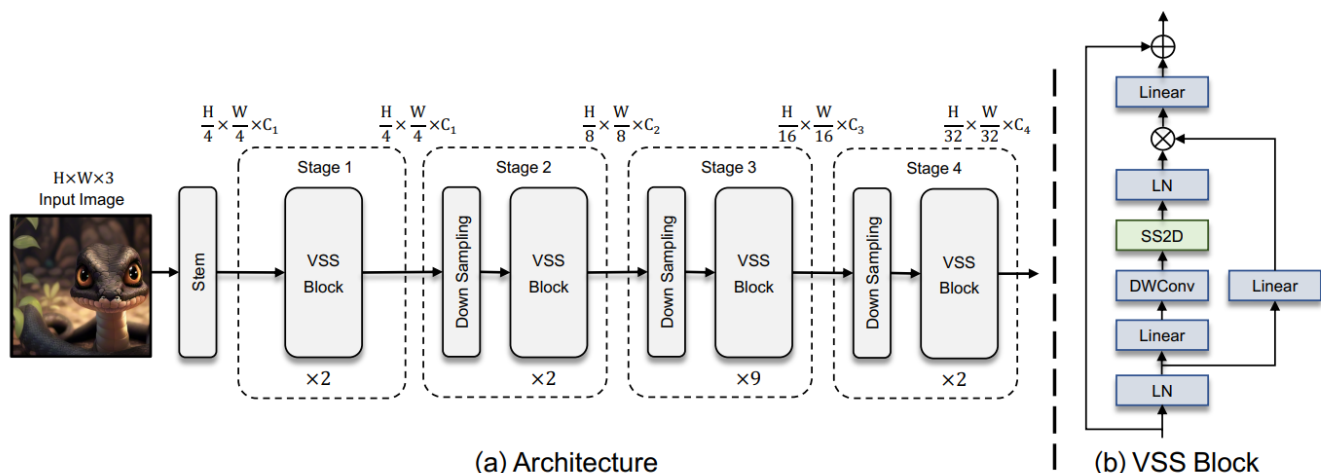 H×W×3
Input Image
Stem
H/4 × W/4 ×C₁
Stage 1
VSS
Block
×2
H/4 × W/4 ×C₁
Stage 2
Down Sampling
VSS
Block
×2
H/8 × W/8 ×C₂
Stage 3
Down Sampling
VSS
Block
×9
H/16 × W/16 ×C₃
Stage 4
Down Sampling
VSS
Block
×2
H/32 × W/32 ×C₄
(a) Architecture
Linear
LN
SS2D
DWConv
Linear
Linear
LN
(b) VSS Block